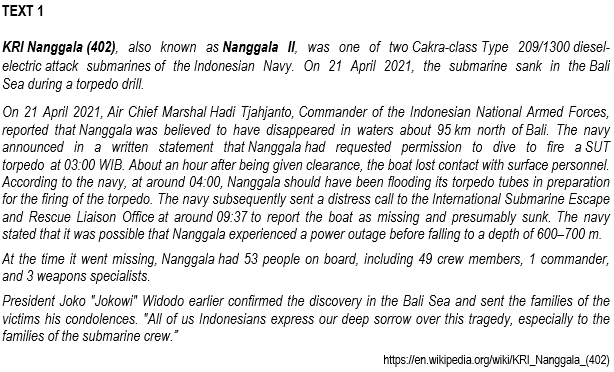 TEXT 1
KRI Nanggala (402), also known as Nanggala II, was one of two Cakra-class Type 209/1300 diesel-
electric attack submarines of the Indonesian Navy. On 21 April 2021, the submarine sank in the Bali
Sea during a torpedo drill.
On 21 April 2021, Air Chief Marshal Hadi Tjahjanto, Commander of the Indonesian National Armed Forces,
reported that Nanggala was believed to have disappeared in waters about 95 km north of Bali. The navy
announced in a written statement that Nanggala had requested permission to dive to fire a SUT
torpedo at 03:00 WIB. About an hour after being given clearance, the boat lost contact with surface personnel.
According to the navy, at around 04:00, Nanggala should have been flooding its torpedo tubes in preparation
for the firing of the torpedo. The navy subsequently sent a distress call to the International Submarine Escape
and Rescue Liaison Office at around 09:37 to report the boat as missing and presumably sunk. The navy
stated that it was possible that Nanggala experienced a power outage before falling to a depth of 600–700 m.
At the time it went missing, Nanggala had 53 people on board, including 49 crew members, 1 commander,
and 3 weapons specialists.
President Joko "Jokowi" Widodo earlier confirmed the discovery in the Bali Sea and sent the families of the
victims his condolences. "All of us Indonesians express our deep sorrow over this tragedy, especially to the
families of the submarine crew.”
https://en.wikipedia.org/wiki/KRI_Nanggala_(402)